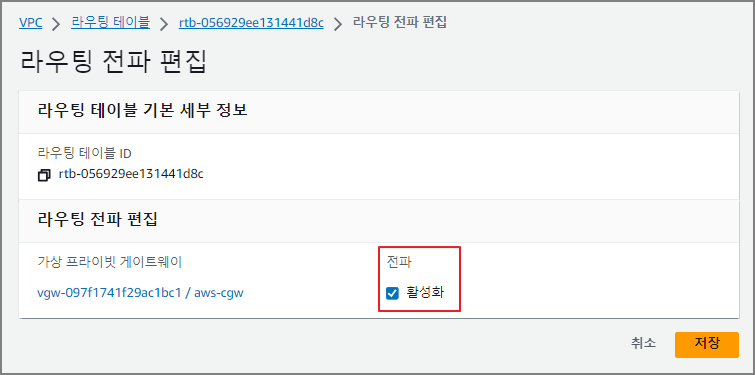 VPC > 라우팅 테이블 > rtb-056929ee131441d8c > 라우팅 전파 편집
라우팅 전파 편집
라우팅 테이블 기본 세부 정보
라우팅 테이블 ID
rtb-056929ee131441d8c
라우팅 전파 편집
가상 프라이빗 게이트웨이 전파
vgw-097f1741f29ac1bc1 / aws-cgw 활성화
취소 저장